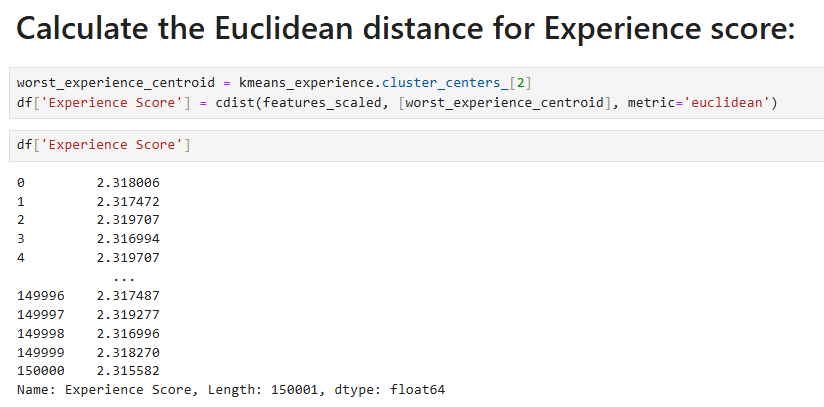 Calculate the Euclidean distance for Experience score:
worst_experience_centroid = kmeans_experience.cluster_centers_[2]
df['Experience Score'] = cdist(features_scaled, [worst_experience_centroid], metric='euclidean')
df['Experience Score']
0         2.318006
1         2.317472
2         2.319707
3         2.316994
4         2.319707
...
149996    2.317487
149997    2.319277
149998    2.316996
149999    2.318270
150000    2.315582
Name: Experience Score, Length: 150001, dtype: float64